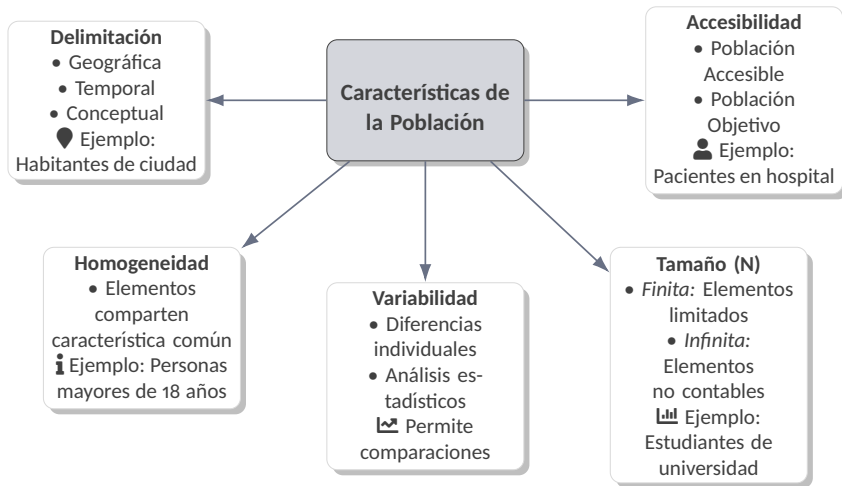 Delimitación
• Geográfica
• Temporal
• Conceptual
Ejemplo:
Habitantes de ciudad
Características de
la Población
Accesibilidad
• Población
Accesible
• Población
Objetivo
Ejemplo:
Pacientes en hospital
Homogeneidad
• Elementos
comparten
característica común
Ejemplo: Personas
mayores de 18 años
Variabilidad
• Diferencias
individuales
• Análisis es-
tadísticos
Permite
comparaciones
Tamaño (N)
• Finita: Elementos
limitados
• Infinita:
Elementos
no contables
Ejemplo:
Estudiantes de
universidad